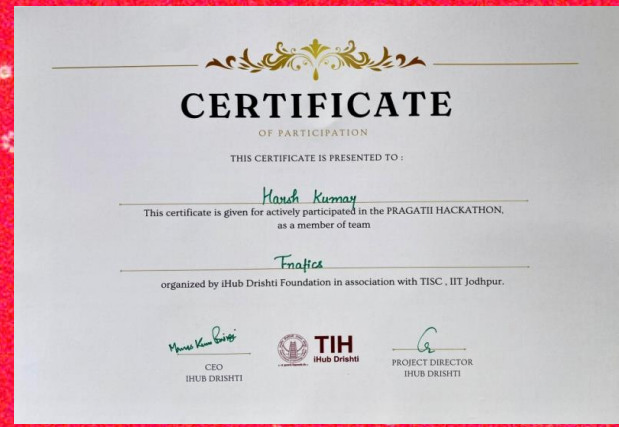 CERTIFICATE
OF PARTICIPATION
THIS CERTIFICATE IS PRESENTED TO :
Harsh Kumar
This certificate is given for actively participated in the PRAGATII HACKATHON,
as a member of team
Fnafics
organized by iHub Drishti Foundation in association with TISC , IIT Jodhpur.
TIH
iHub Drishti
CEO
IHUB DRISHTI
PROJECT DIRECTOR
IHUB DRISHTI